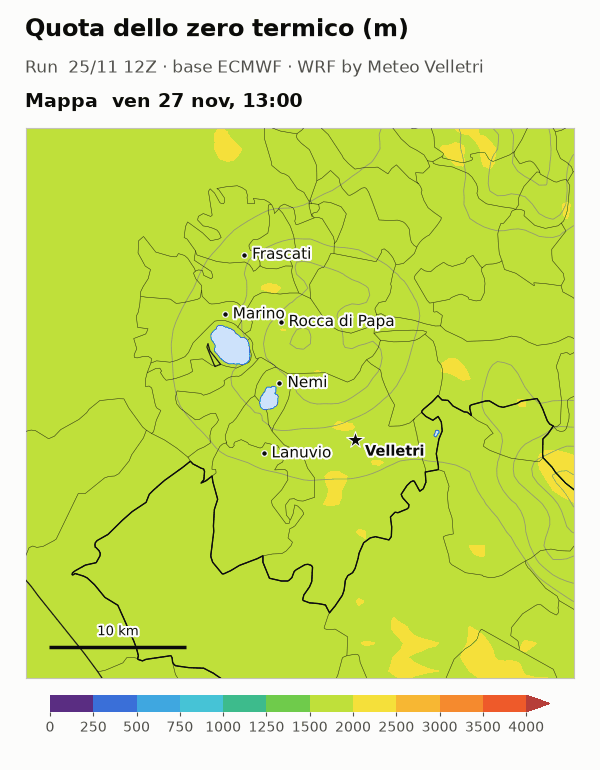 Quota dello zero termico (m)
Run  25/11 12Z · base ECMWF · WRF by Meteo Velletri
Mappa  ven 27 nov, 13:00
Frascati
Marino
Rocca di Papa
Nemi
Velletri
Lanuvio
10 km
0 250 500 750 1000 1250 1500 2000 2500 3000 3500 4000